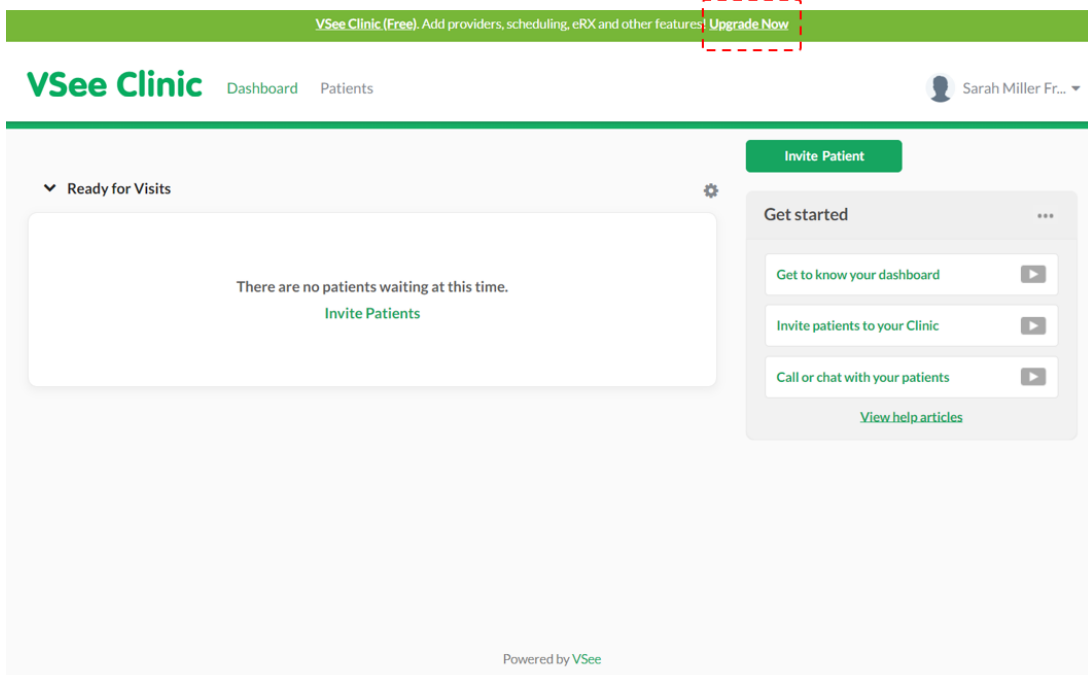 VSee Clinic (Free). Add providers, scheduling, eRX and other features! Upgrade Now
VSee Clinic Dashboard Patients Sarah Miller Fr...
Invite Patient
Ready for Visits
Get started
Get to know your dashboard
There are no patients waiting at this time.
Invite Patients
Invite patients to your Clinic
Call or chat with your patients
View help articles
Powered by VSee